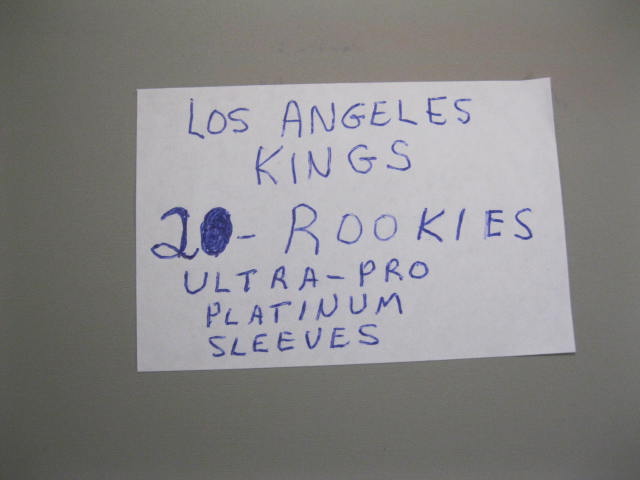 LOS ANGELES
KINGS
20- ROOKIES
ULTRA-PRO
PLATINUM
SLEEVES